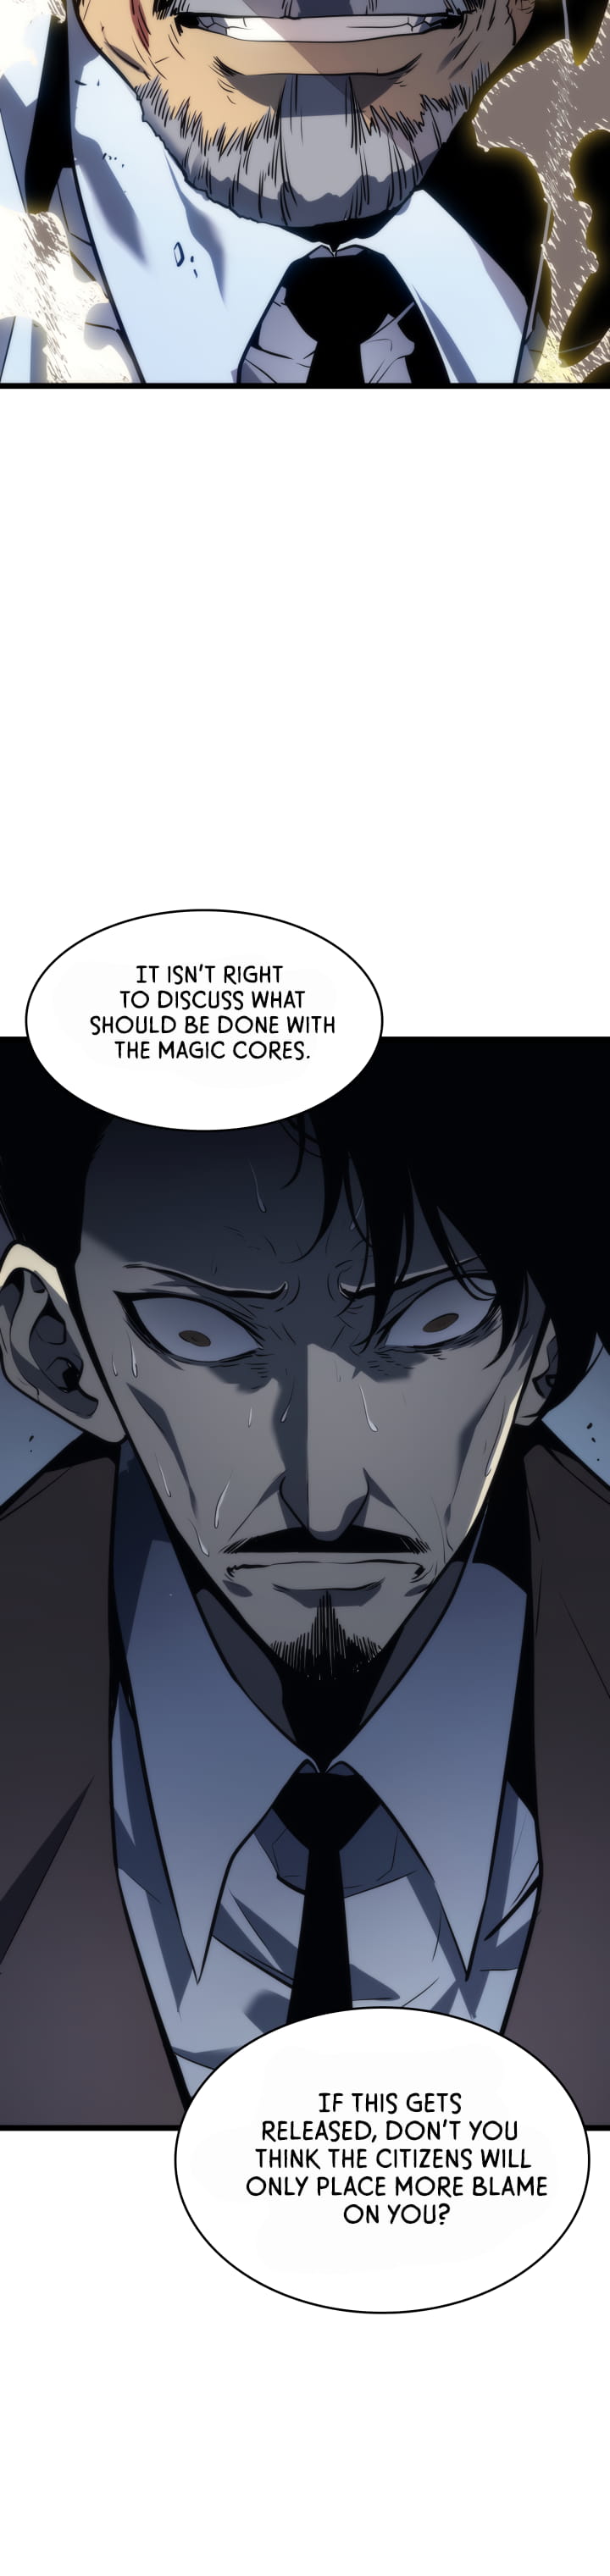 IT ISN'T RIGHT
TO DISCUSS WHAT
SHOULD BE DONE WITH
THE MAGIC CORES.
IF THIS GETS
RELEASED, DON'T YOU
THINK THE CITIZENS WILL
ONLY PLACE MORE BLAME
ON YOU?